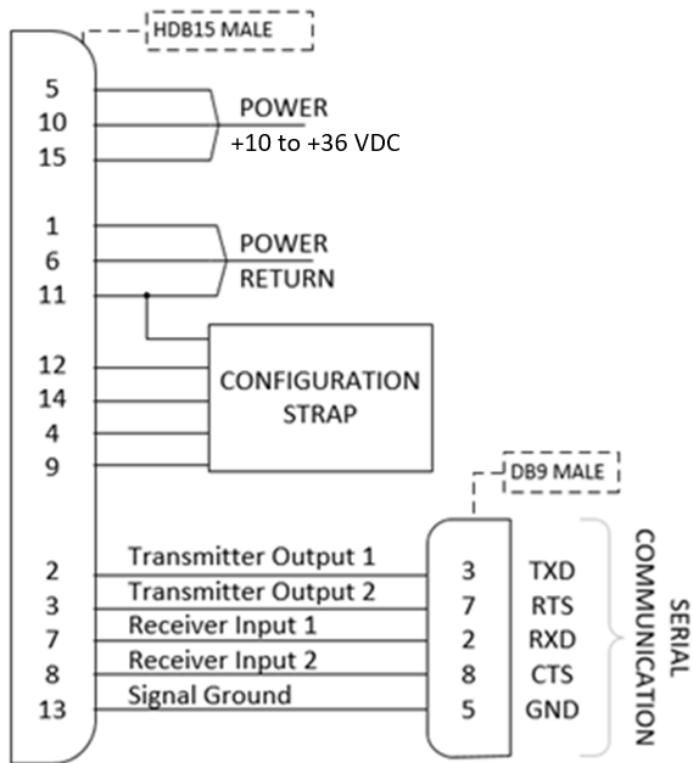 HDB15 MALE
5
10
15
POWER
+10 to +36 VDC
1
6
11
POWER
RETURN
12
14
4
9
CONFIGURATION
STRAP
DB9 MALE
2 Transmitter Output 1 3 TXD
3 Transmitter Output 2 7 RTS
7 Receiver Input 1 2 RXD
8 Receiver Input 2 8 CTS
13 Signal Ground 5 GND
SERIAL
COMMUNICATION